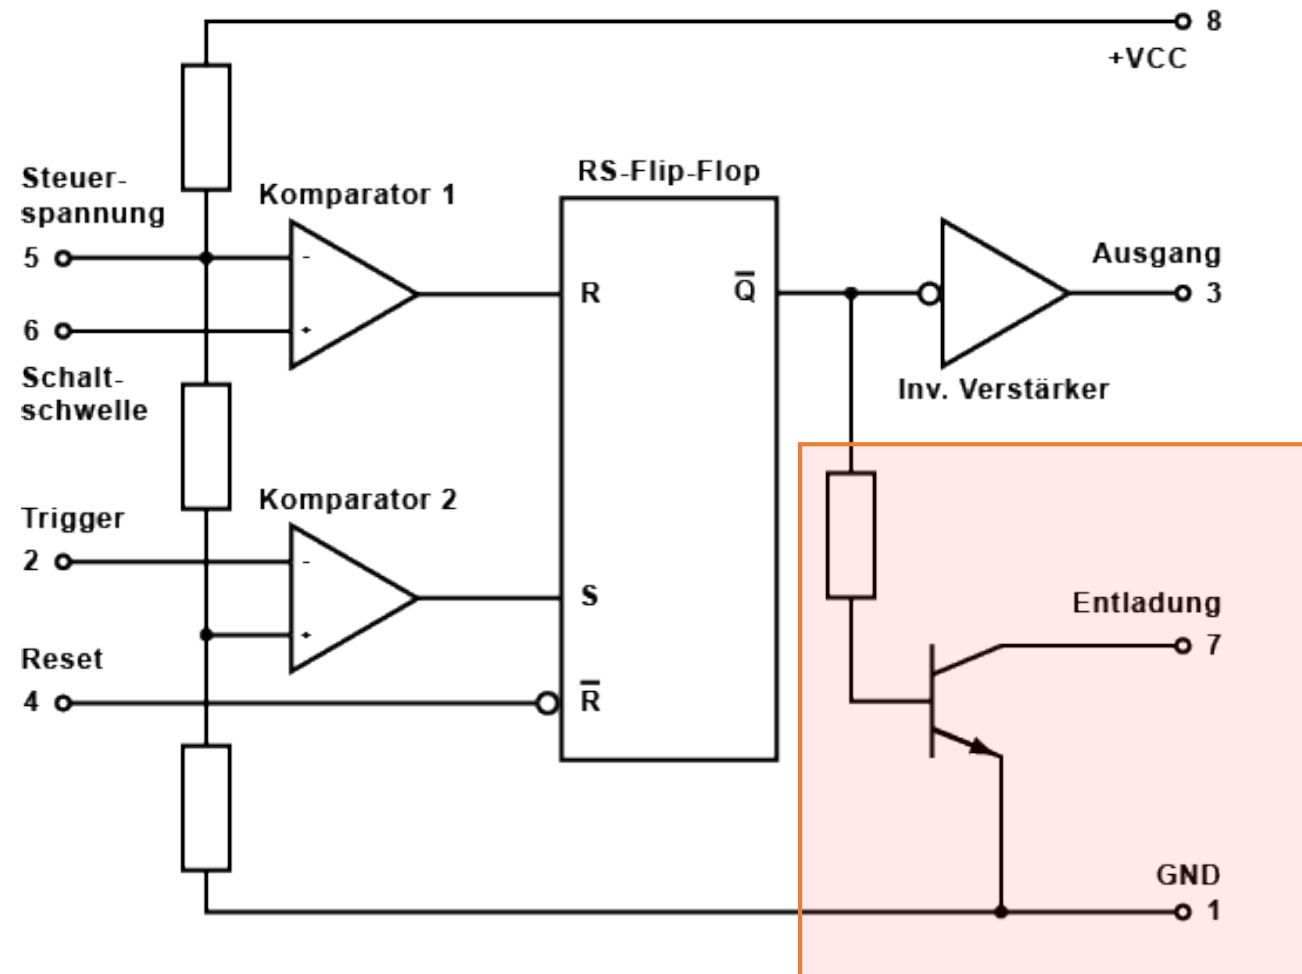 8
+VCC
RS-Flip-Flop
Steuer-
spannung
Komparator 1
5
-
6
+
R
Q̅
Ausgang
3
Schalt-
schwelle
Inv. Verstärker
Komparator 2
Trigger
2
-
S
+
Entladung
7
Reset
4
R̅
GND
1